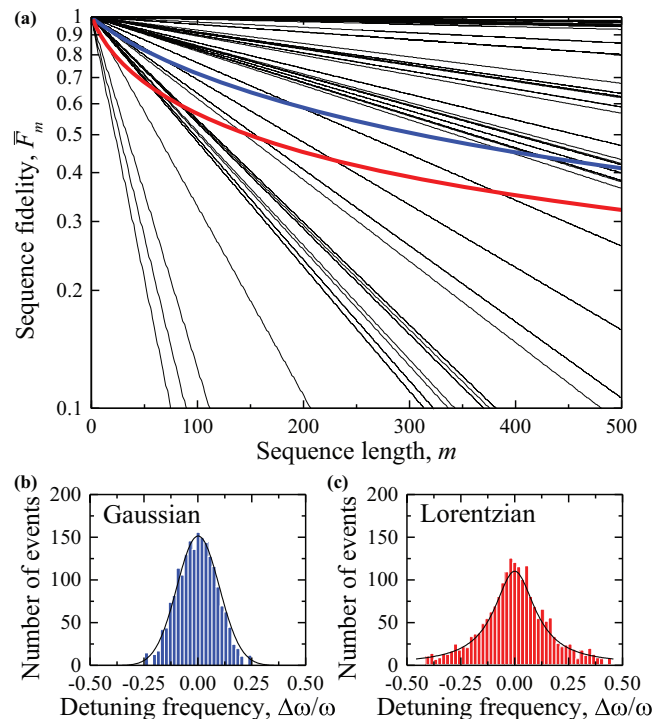 (a)
1
0.9
0.8
0.7
0.6
0.5
0.4
0.3
0.2
0.1
Sequence fidelity, F̅ₘ
0 100 200 300 400 500
Sequence length, m
(b)
200
150
100
50
0
Number of events
Gaussian
-0.50 -0.25 0.00 0.25 0.50
Detuning frequency, Δω/ω
(c)
200
150
100
50
0
Number of events
Lorentzian
-0.50 -0.25 0.00 0.25 0.50
Detuning frequency, Δω/ω